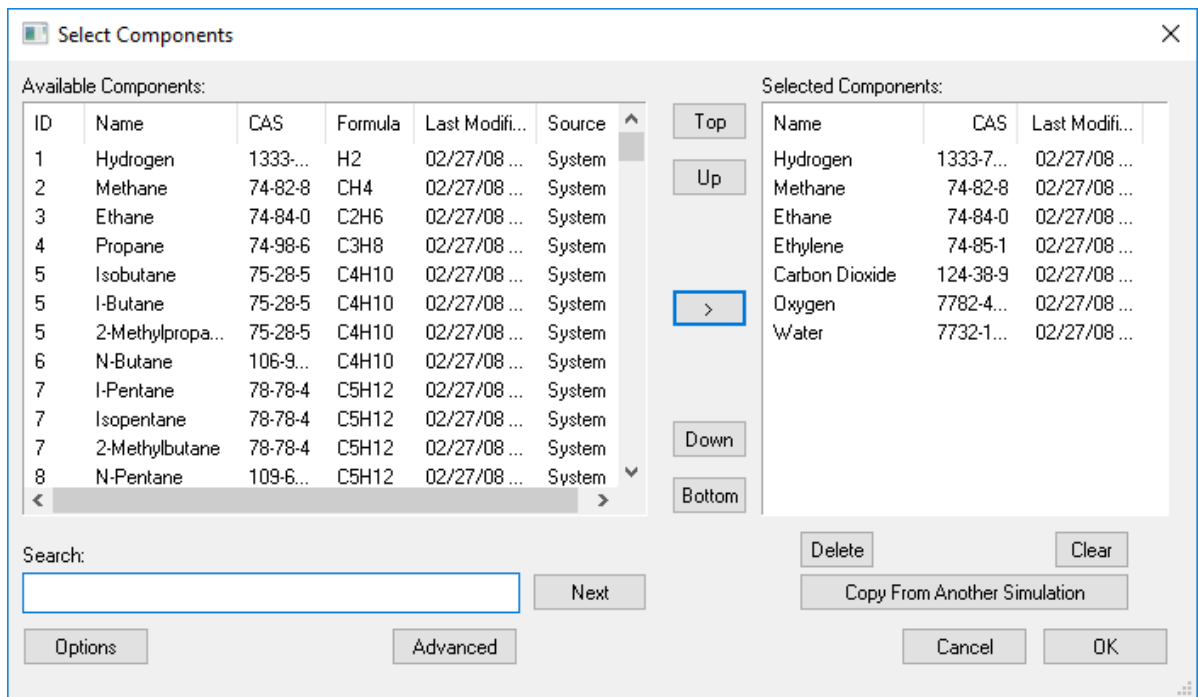 Select Components
Available Components:
ID Name CAS Formula Last Modifi... Source
1 Hydrogen 1333-... H2 02/27/08 ... System
2 Methane 74-82-8 CH4 02/27/08 ... System
3 Ethane 74-84-0 C2H6 02/27/08 ... System
4 Propane 74-98-6 C3H8 02/27/08 ... System
5 Isobutane 75-28-5 C4H10 02/27/08 ... System
5 I-Butane 75-28-5 C4H10 02/27/08 ... System
5 2-Methylpropa... 75-28-5 C4H10 02/27/08 ... System
6 N-Butane 106-9... C4H10 02/27/08 ... System
7 I-Pentane 78-78-4 C5H12 02/27/08 ... System
7 Isopentane 78-78-4 C5H12 02/27/08 ... System
7 2-Methylbutane 78-78-4 C5H12 02/27/08 ... System
8 N-Pentane 109-6... C5H12 02/27/08 ... System
Search:
Next
Options
Advanced
Top
Up
>
Down
Bottom
Selected Components:
Name CAS Last Modifi...
Hydrogen 1333-7... 02/27/08 ...
Methane 74-82-8 02/27/08 ...
Ethane 74-84-0 02/27/08 ...
Ethylene 74-85-1 02/27/08 ...
Carbon Dioxide 124-38-9 02/27/08 ...
Oxygen 7782-4... 02/27/08 ...
Water 7732-1... 02/27/08 ...
Delete
Clear
Copy From Another Simulation
Cancel
OK